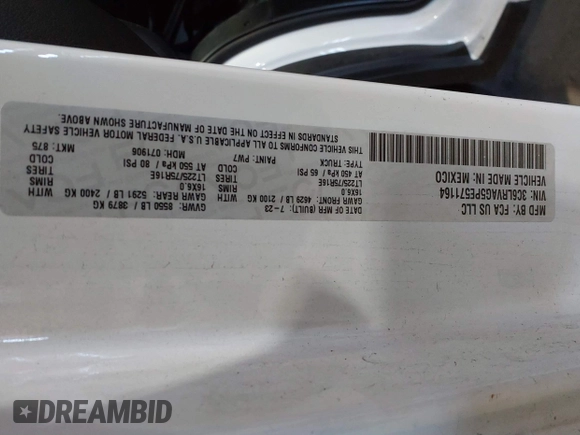 MFD BY: FCA US LLC
DATE OF MFR (BUILT): 7-23
GVWR: 8550 LB / 3879 KG
GAWR FRONT: 4629 LB / 2100 KG
WITH
GAWR REAR: 5291 LB / 2400 KG
WITH
16X6.0
RIMS
16X6.0
RIMS
LT225/75R16E
TIRES
LT225/75R16E
TIRES
AT 450 kPa / 65 PSI
COLD
AT 550 kPa / 80 PSI
COLD
THIS VEHICLE CONFORMS TO ALL APPLICABLE U.S.A. FEDERAL MOTOR VEHICLE SAFETY
STANDARDS IN EFFECT ON THE DATE OF MANUFACTURE SHOWN ABOVE.
VIN: 3C6LRVAG5PE571164
TYPE: TRUCK
PAINT: PW7
MDH: 071906
MKT: B75
VEHICLE MADE IN: MEXICO
DREAMBID